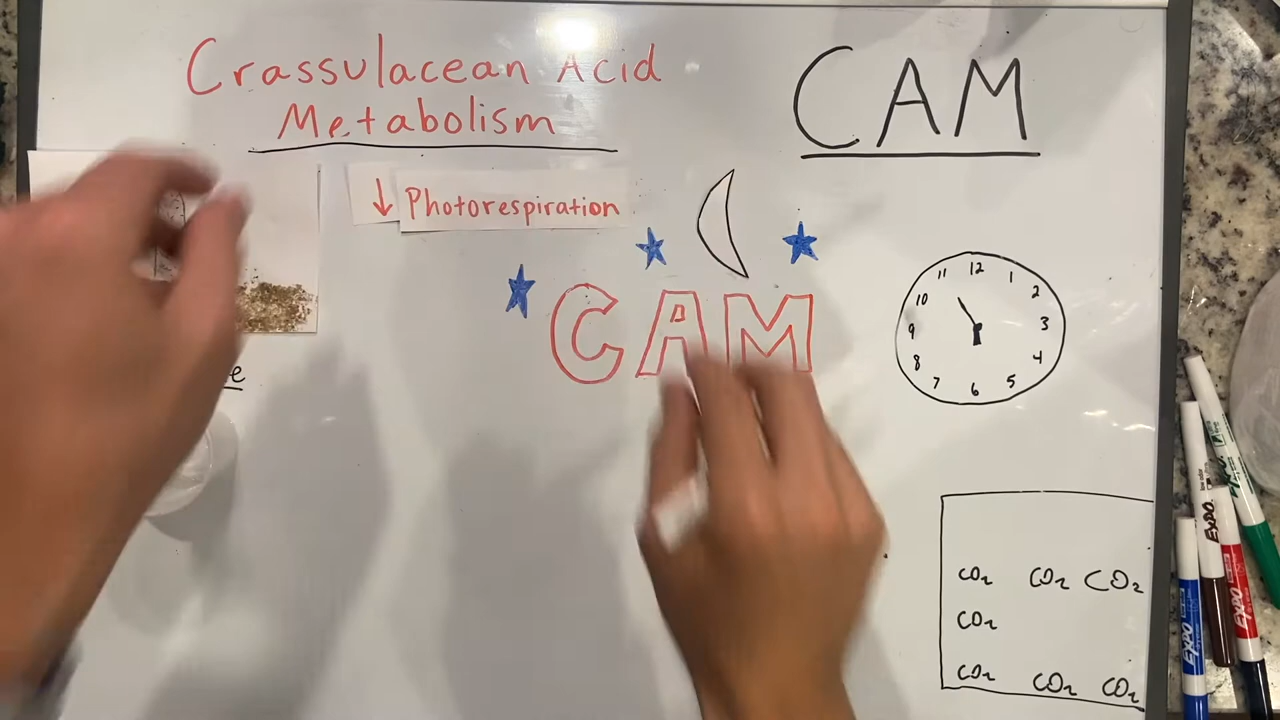 Crassulacean Acid
Metabolism
CAM
↓ Photorespiration
CAM
12
11 1
10 2
9 3
8 4
7 5
6
CO₂ CO₂ CO₂
CO₂
CO₂ CO₂ CO₂
EXPO
EXPO
EXPO